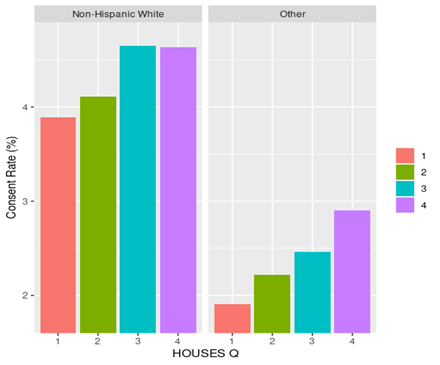 Non-Hispanic White
Other
Consent Rate (%)
4
3
2
1 2 3 4
1 2 3 4
HOUSES Q
1
2
3
4